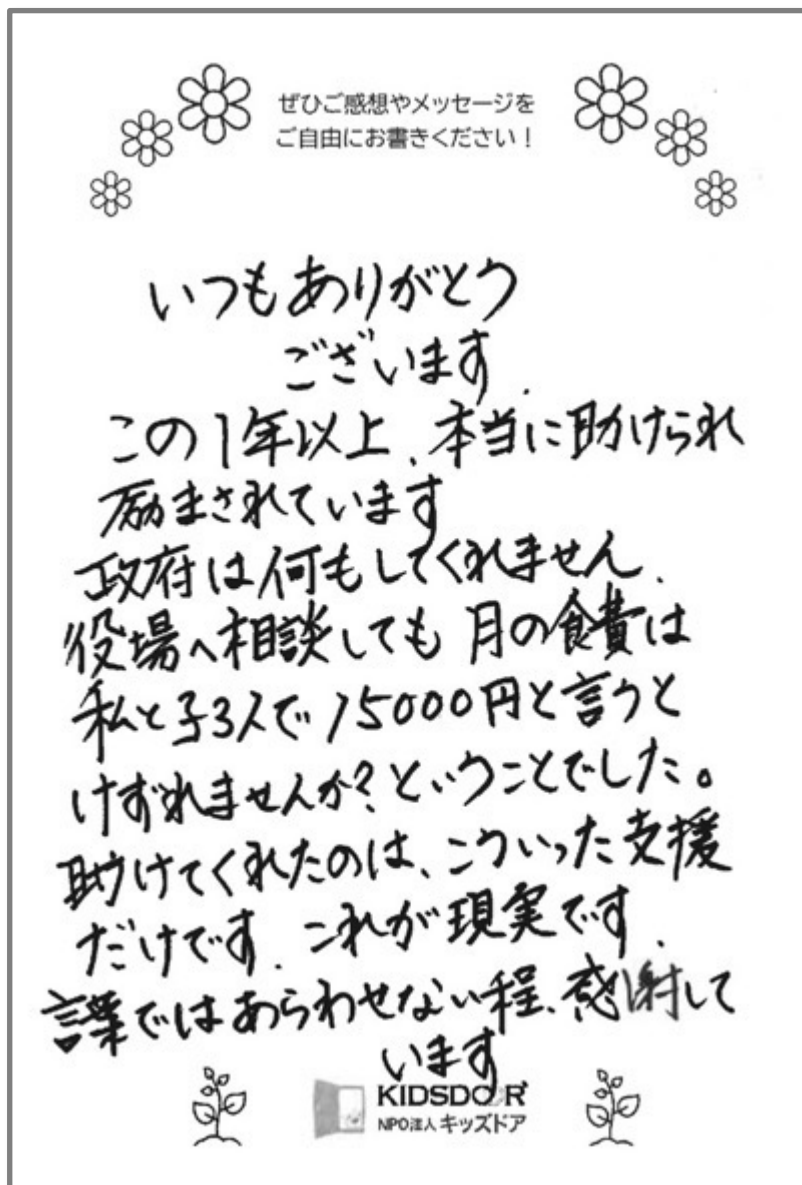 ぜひご感想やメッセージを
ご自由にお書きください！
いつもありがとう
ございます.
この1年以上、本当に助けられ
励まされています
政府は何もしてくれません.
役場へ相談しても 月の食費は
私と子3人で15000円と言うと
けずれませんか?ということでした。
助けてくれたのは、こういった支援
だけです. これが現実です.
言葉ではあらわせない程、感謝して
います
KIDSDOOR
NPO法人 キッズドア